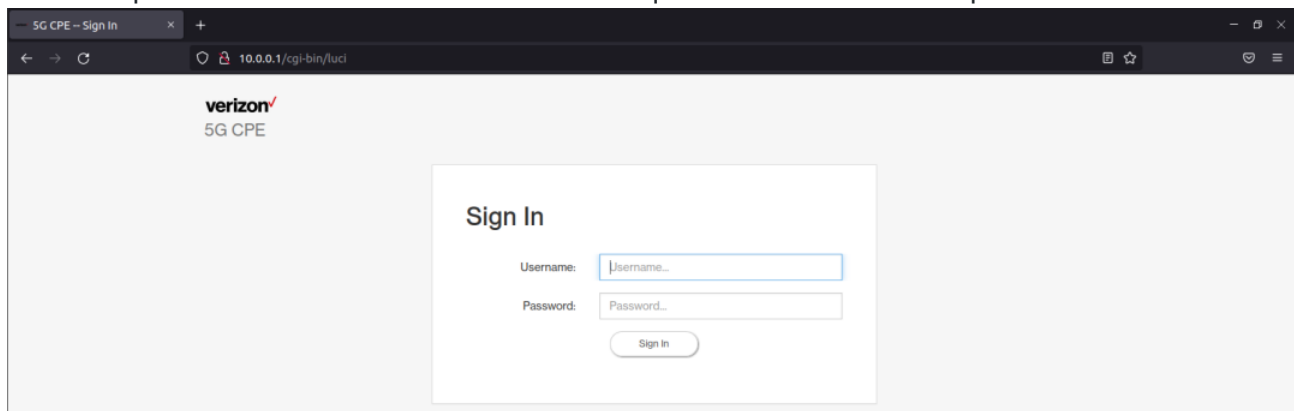 5G CPE – Sign In
10.0.0.1/cgi-bin/luci
verizon✓
5G CPE
Sign In
Username:
Username...
Password:
Password...
Sign In